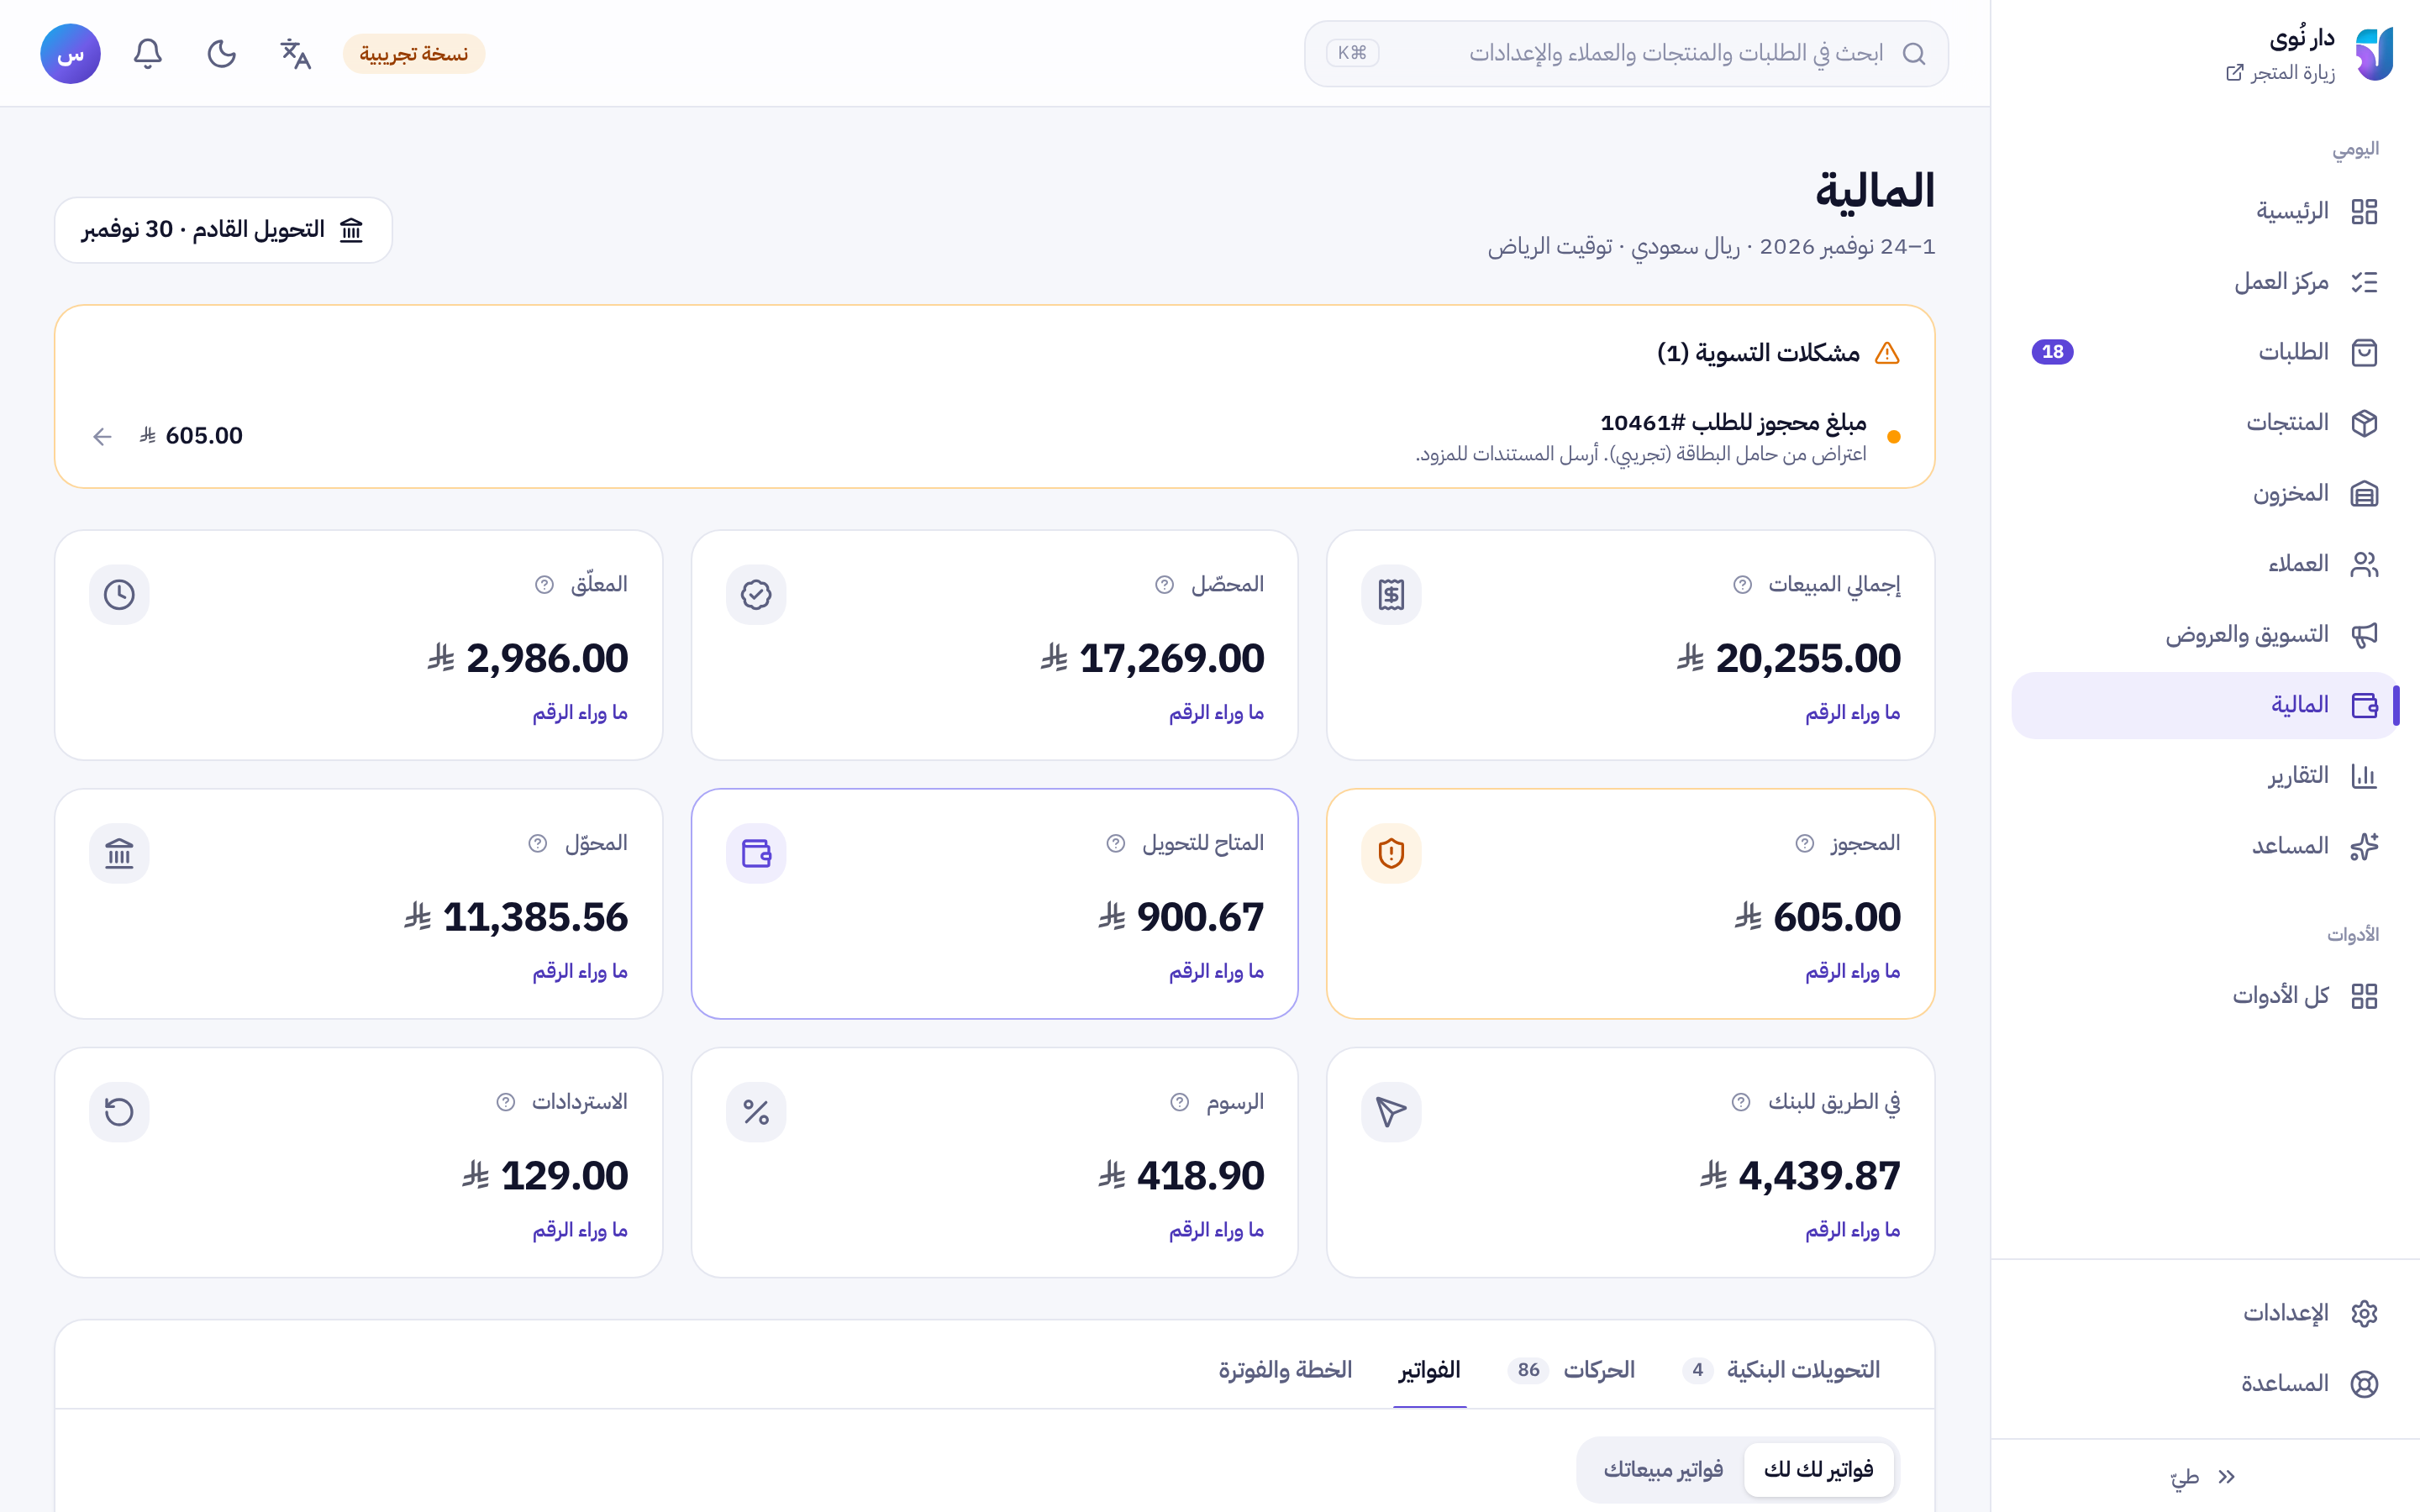 دار نُوى
زيارة المتجر
اليومي
الرئيسية
مركز العمل
الطلبات 18
المنتجات
المخزون
العملاء
التسويق والعروض
المالية
التقارير
المساعد
الأدوات
كل الأدوات
الإعدادات
المساعدة
طيّ
ابحث في الطلبات والمنتجات والعملاء والإعدادات ⌘K
نسخة تجريبية
س
المالية
1–24 نوفمبر 2026 · ريال سعودي · توقيت الرياض
التحويل القادم · 30 نوفمبر
مشكلات التسوية (1)
مبلغ محجوز للطلب #10461
اعتراض من حامل البطاقة (تجريبي). أرسل المستندات للمزود.
605.00
إجمالي المبيعات
20,255.00
ما وراء الرقم
المحصّل
17,269.00
ما وراء الرقم
المعلّق
2,986.00
ما وراء الرقم
المحجوز
605.00
ما وراء الرقم
المتاح للتحويل
900.67
ما وراء الرقم
المحوّل
11,385.56
ما وراء الرقم
في الطريق للبنك
4,439.87
ما وراء الرقم
الرسوم
418.90
ما وراء الرقم
الاستردادات
129.00
ما وراء الرقم
التحويلات البنكية 4 الحركات 86 الفواتير الخطة والفوترة
فواتير لك لك فواتير مبيعاتك